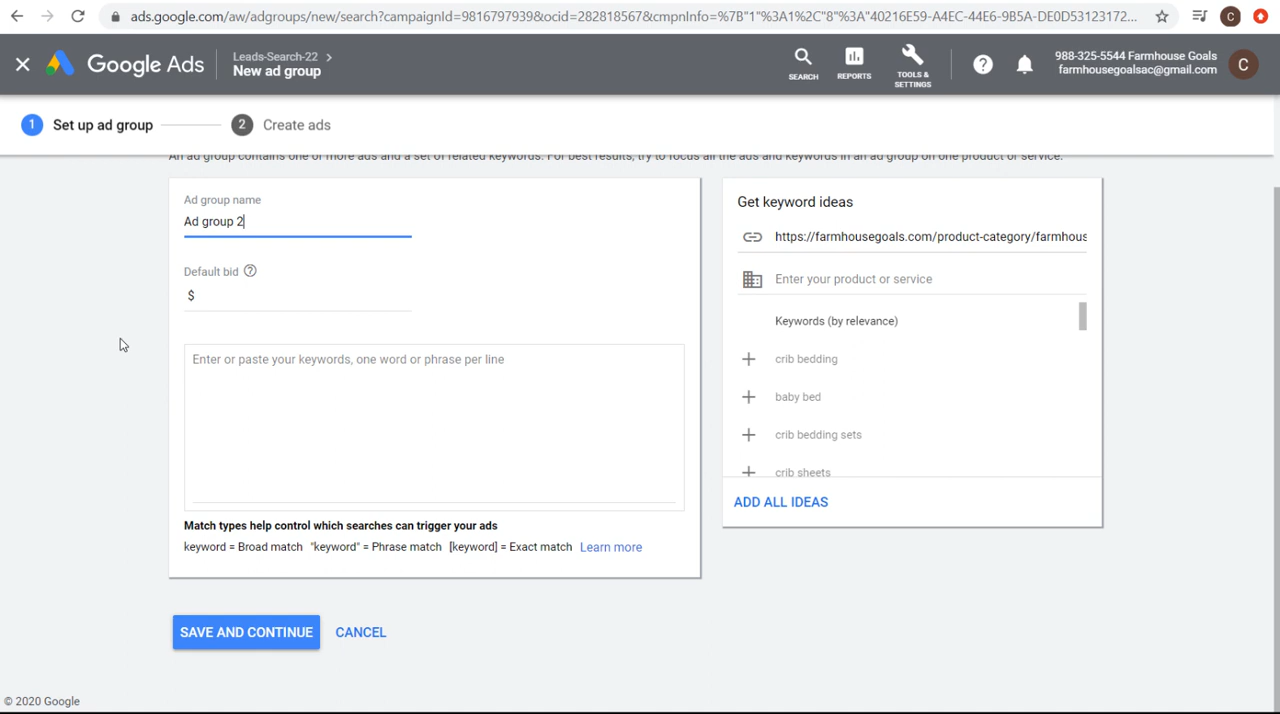 ads.google.com/aw/adgroups/new/search?campaignId=9816797939&ocid=282818567&cmpnInfo=%7B"1"%3A1%2C"8"%3A"40216E59-A4EC-44E6-9B5A-DE0D53123172...
C
Google Ads
Leads-Search-22
New ad group
SEARCH
REPORTS
TOOLS &
SETTINGS
988-325-5544 Farmhouse Goals
farmhousegoalsac@gmail.com
C
1 Set up ad group
2 Create ads
An ad group contains one or more ads and a set of related keywords. For best results, try to focus all the ads and keywords in an ad group on one product or service.
Ad group name
Ad group 2
Default bid ?
$
Enter or paste your keywords, one word or phrase per line
Match types help control which searches can trigger your ads
keyword = Broad match "keyword" = Phrase match [keyword] = Exact match Learn more
Get keyword ideas
https://farmhousegoals.com/product-category/farmhous
Enter your product or service
Keywords (by relevance)
crib bedding
baby bed
crib bedding sets
crib sheets
ADD ALL IDEAS
SAVE AND CONTINUE
CANCEL
© 2020 Google